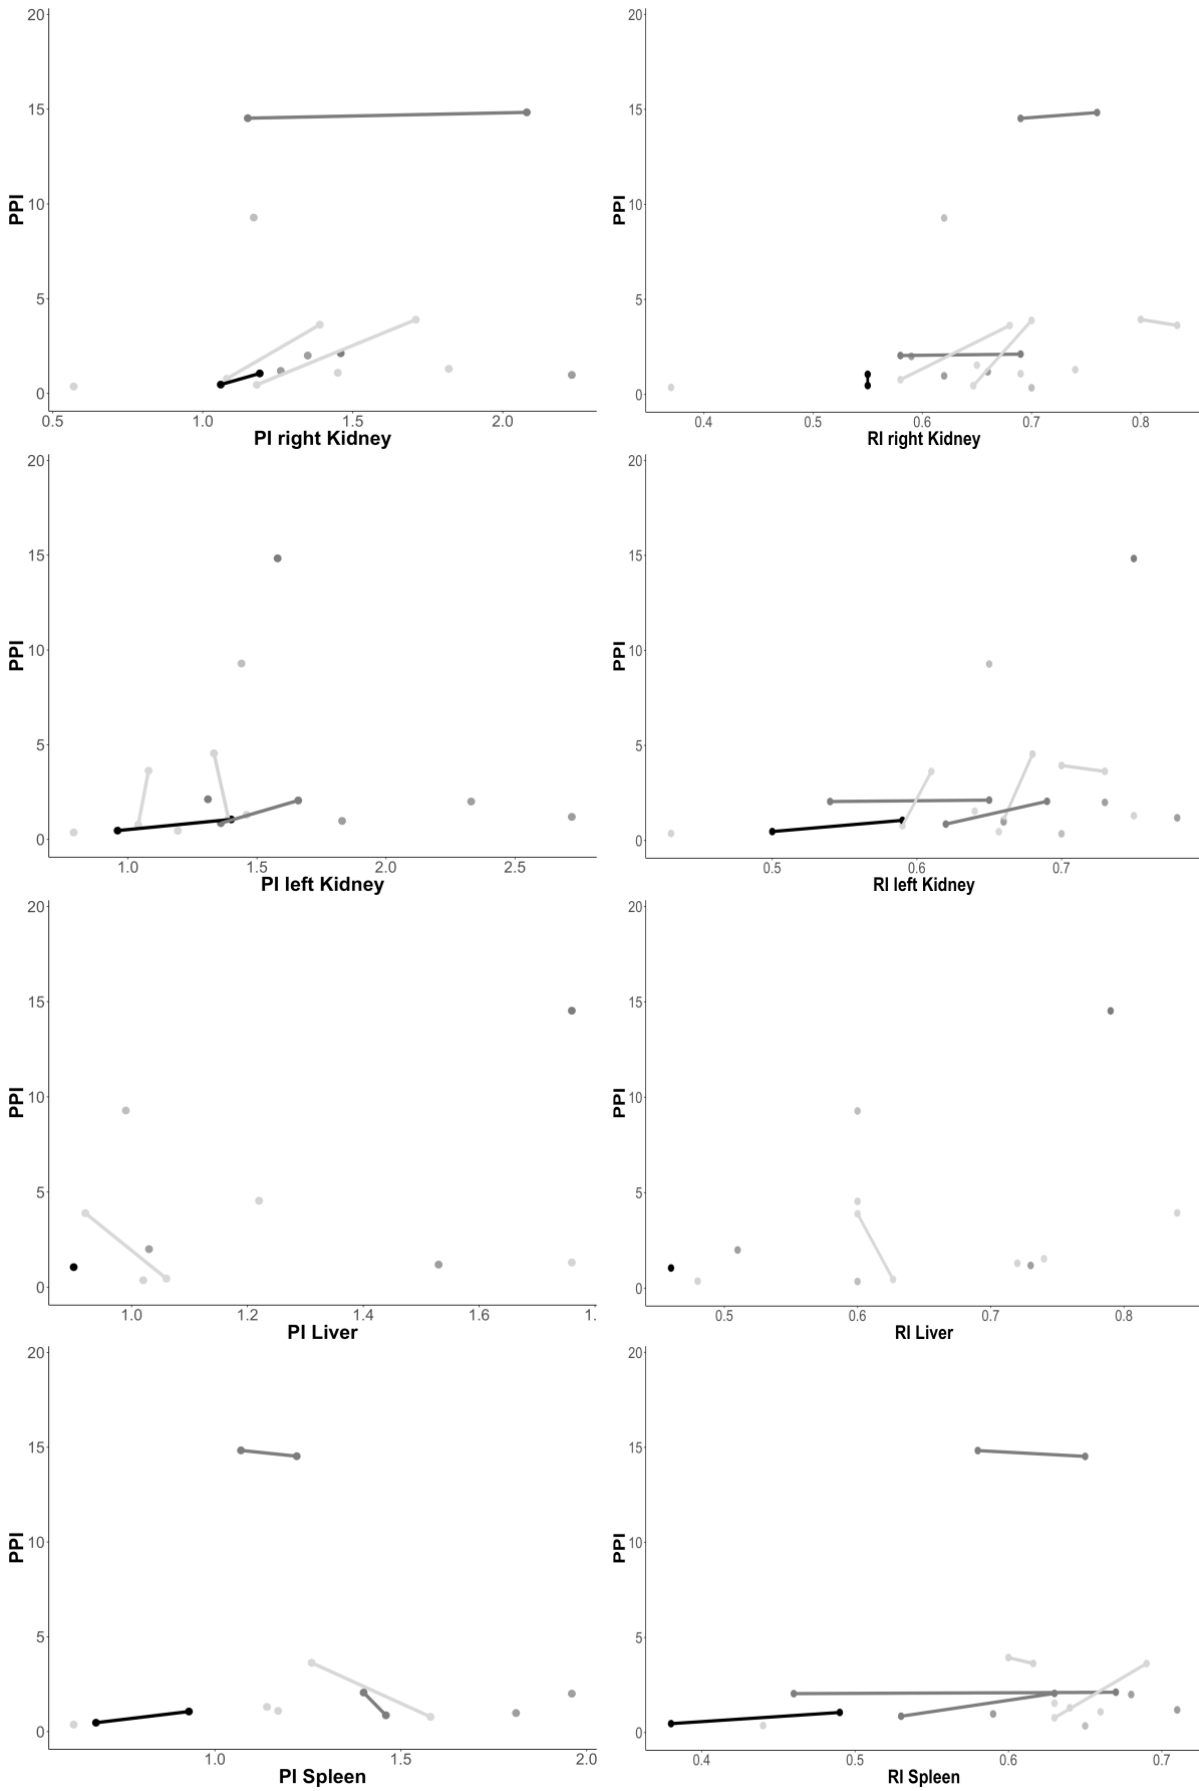 20
15
PPI
10
5
0
0.5 1.0 1.5 2.0
PI right Kidney
20
15
PPI
10
5
0
0.4 0.5 0.6 0.7 0.8
RI right Kidney
20
15
PPI
10
5
0
1.0 1.5 2.0 2.5
PI left Kidney
20
15
PPI
10
5
0
0.5 0.6 0.7
RI left Kidney
20
15
PPI
10
5
0
1.0 1.2 1.4 1.6 1.
PI Liver
20
15
PPI
10
5
0
0.5 0.6 0.7 0.8
RI Liver
20
15
PPI
10
5
0
1.0 1.5 2.0
PI Spleen
20
15
PPI
10
5
0
0.4 0.5 0.6 0.7
RI Spleen